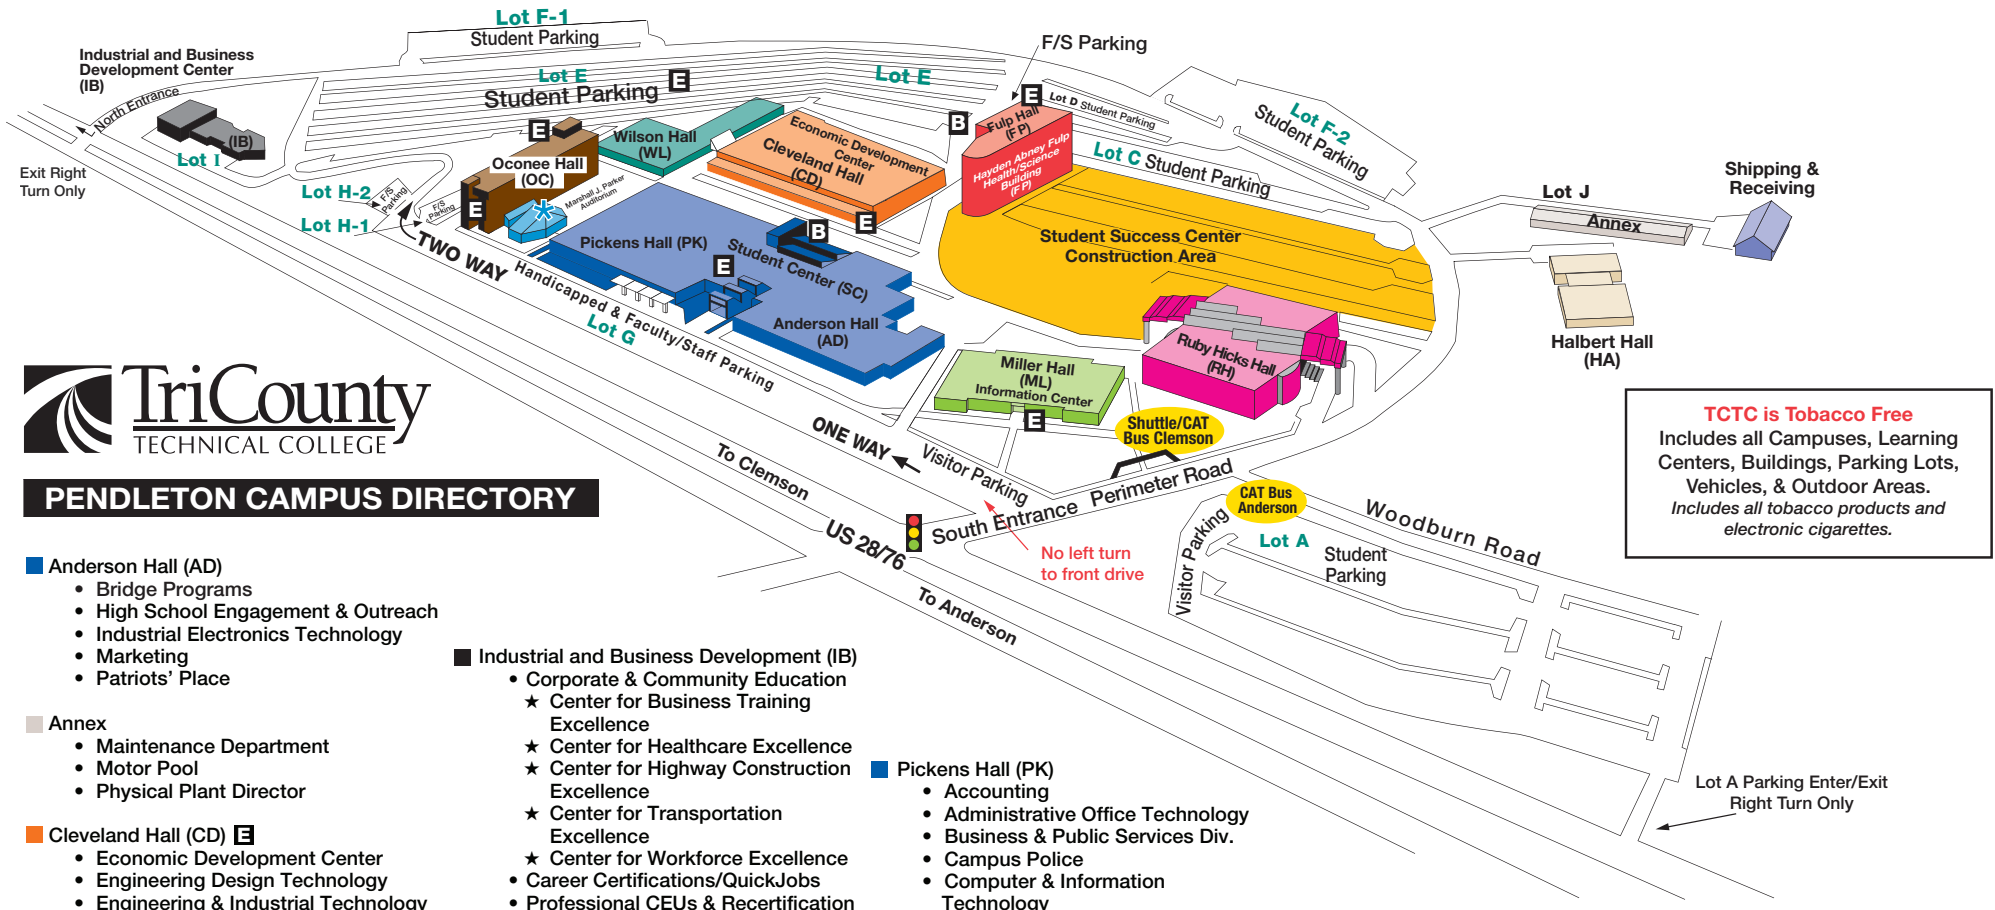 Lot F-1
Student Parking
F/S Parking
Industrial and Business
Development Center
(IB)
North Entrance
Lot E
E
Student Parking
Lot E
E
Lot D Student Parking
Lot F-2
Student Parking
B
Fulp Hall
(FP)
Hayden Abney Fulp
Health/Science
Building
(FP)
Lot C Student Parking
(IB)
Lot I
Exit Right
Turn Only
E
Wilson Hall
(WL)
Economic Development
Center
Cleveland Hall
(CD)
E
Oconee Hall
(OC)
E
*
Marshall J. Parker
Auditorium
Lot H-2
F/S
Parking
Lot H-1
F/S
Parking
Shipping &
Receiving
Lot J
Annex
TWO WAY
Pickens Hall (PK)
B
Student Center (SC)
E
Anderson Hall
(AD)
Student Success Center
Construction Area
Handicapped & Faculty/Staff Parking
Lot G
Halbert Hall
(HA)
Ruby Hicks Hall
(RH)
Miller Hall
(ML)
Information Center
E
Shuttle/CAT
Bus Clemson
TriCounty
TECHNICAL COLLEGE
PENDLETON CAMPUS DIRECTORY
TCTC is Tobacco Free
Includes all Campuses, Learning
Centers, Buildings, Parking Lots,
Vehicles, & Outdoor Areas.
Includes all tobacco products and
electronic cigarettes.
ONE WAY
Visitor Parking
To Clemson
US 28/76
South Entrance
Perimeter Road
CAT Bus
Anderson
Woodburn Road
No left turn
to front drive
Visitor Parking
Lot A
Student
Parking
To Anderson
Lot A Parking Enter/Exit
Right Turn Only
Anderson Hall (AD)
• Bridge Programs
• High School Engagement & Outreach
• Industrial Electronics Technology
• Marketing
• Patriots’ Place
Annex
• Maintenance Department
• Motor Pool
• Physical Plant Director
Cleveland Hall (CD) E
• Economic Development Center
• Engineering Design Technology
• Engineering & Industrial Technology
Industrial and Business Development (IB)
• Corporate & Community Education
★ Center for Business Training
Excellence
★ Center for Healthcare Excellence
★ Center for Highway Construction
Excellence
★ Center for Transportation
Excellence
★ Center for Workforce Excellence
• Career Certifications/QuickJobs
• Professional CEUs & Recertification
Pickens Hall (PK)
• Accounting
• Administrative Office Technology
• Business & Public Services Div.
• Campus Police
• Computer & Information
Technology